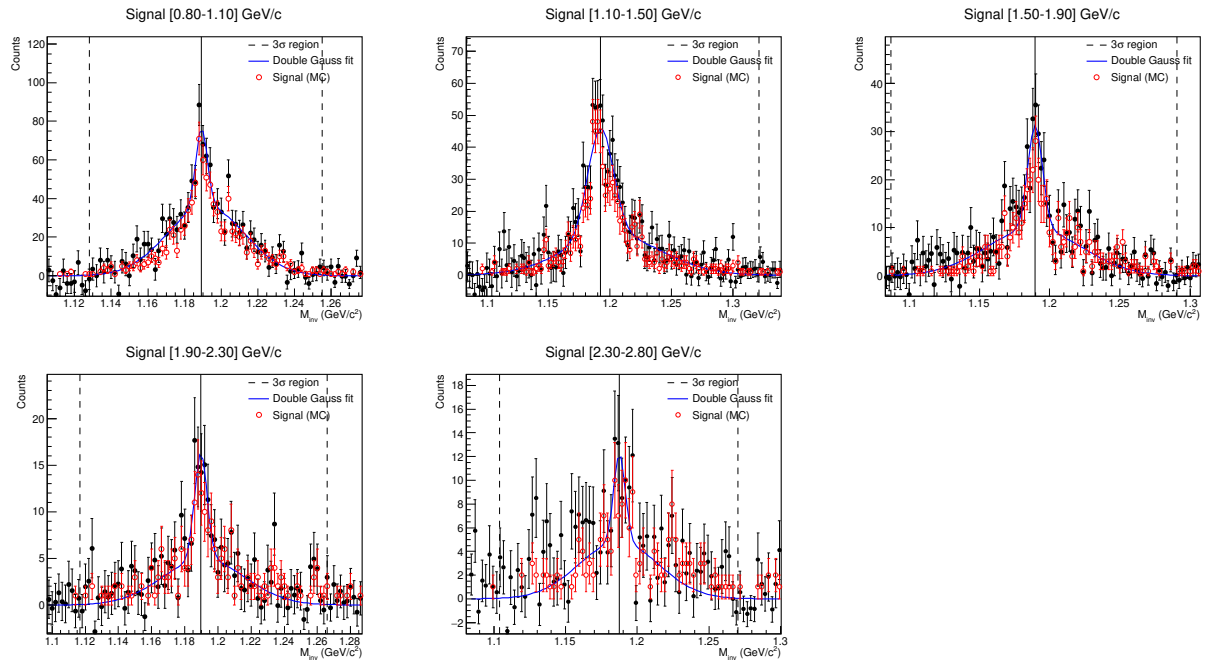 Signal [0.80-1.10] GeV/c
Counts
120
100
80
60
40
20
0
3σ region
Double Gauss fit
Signal (MC)
1.12 1.14 1.16 1.18 1.2 1.22 1.24 1.26
M_inv (GeV/c²)
Signal [1.10-1.50] GeV/c
Counts
70
60
50
40
30
20
10
0
3σ region
Double Gauss fit
Signal (MC)
1.1 1.15 1.2 1.25 1.3
M_inv (GeV/c²)
Signal [1.50-1.90] GeV/c
Counts
40
30
20
10
0
3σ region
Double Gauss fit
Signal (MC)
1.1 1.15 1.2 1.25 1.3
M_inv (GeV/c²)
Signal [1.90-2.30] GeV/c
Counts
20
15
10
5
0
3σ region
Double Gauss fit
Signal (MC)
1.1 1.12 1.14 1.16 1.18 1.2 1.22 1.24 1.26 1.28
M_inv (GeV/c²)
Signal [2.30-2.80] GeV/c
Counts
18
16
14
12
10
8
6
4
2
0
−2
3σ region
Double Gauss fit
Signal (MC)
1.1 1.15 1.2 1.25 1.3
M_inv (GeV/c²)